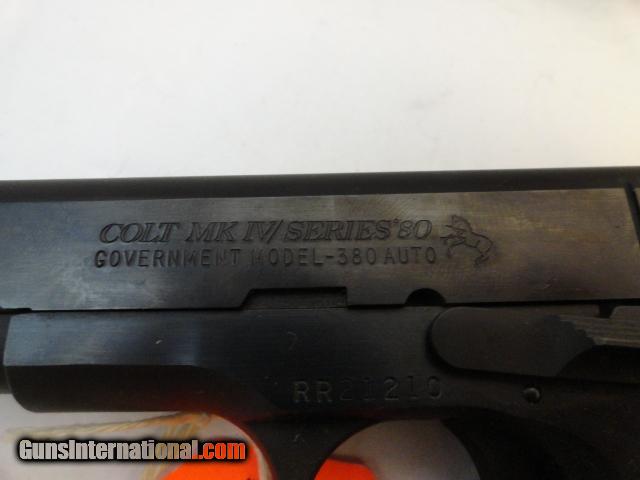 COLT MK IV/SERIES'80
GOVERNMENT MODEL-380 AUTO
RR21210
GunsInternational.com